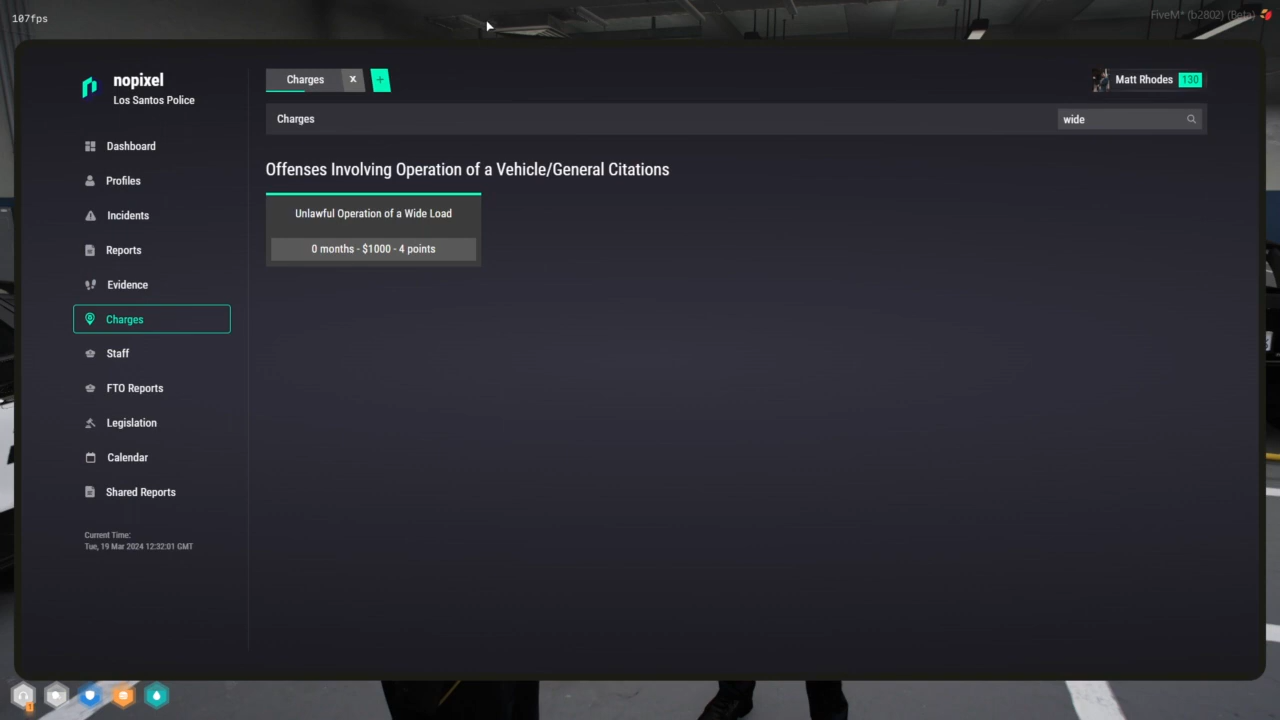 107fps
FiveM* (b2802) (Beta)
nopixel
Los Santos Police
Charges x +
Matt Rhodes 130
Charges
wide
Dashboard
Profiles
Incidents
Reports
Evidence
Charges
Staff
FTO Reports
Legislation
Calendar
Shared Reports
Current Time:
Tue, 19 Mar 2024 12:32:01 GMT
Offenses Involving Operation of a Vehicle/General Citations
Unlawful Operation of a Wide Load
0 months - $1000 - 4 points
1